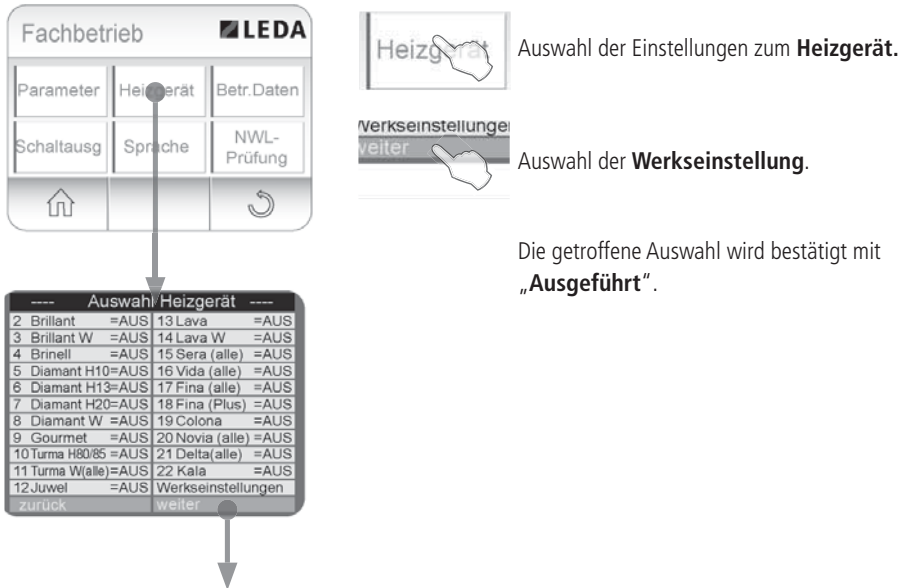 Fachbetrieb LEDA
Parameter Heizgerät Betr.Daten
Schaltausg Sprache NWL-
Prüfung
Heizgerät
Auswahl der Einstellungen zum Heizgerät.
Werkseinstellungen
weiter
Auswahl der Werkseinstellung.
Die getroffene Auswahl wird bestätigt mit
„Ausgeführt“.
---- Auswahl Heizgerät ----
2 Brillant =AUS 13 Lava =AUS
3 Brillant W =AUS 14 Lava W =AUS
4 Brinell =AUS 15 Sera (alle) =AUS
5 Diamant H10=AUS 16 Vida (alle) =AUS
6 Diamant H13=AUS 17 Fina (alle) =AUS
7 Diamant H20=AUS 18 Fina (Plus) =AUS
8 Diamant W =AUS 19 Colona =AUS
9 Gourmet =AUS 20 Novia (alle) =AUS
10 Turma H80/85 =AUS 21 Delta(alle) =AUS
11 Turma W(alle)=AUS 22 Kala =AUS
12 Juwel =AUS Werkseinstellungen
zurück weiter